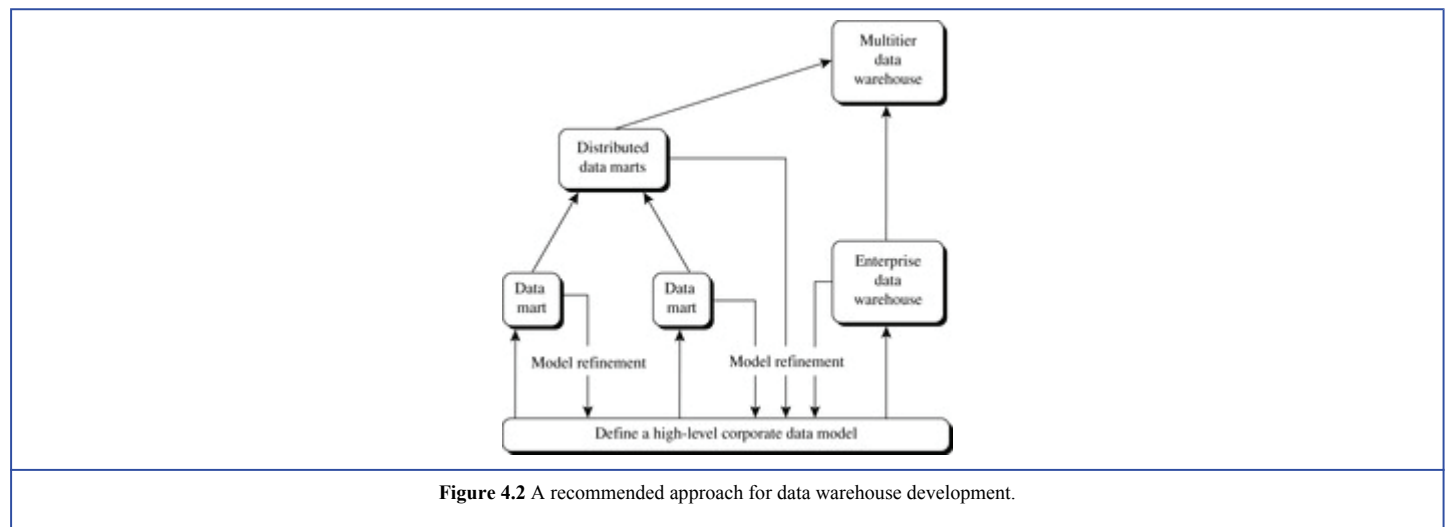 Multitier
data
warehouse
Distributed
data marts
Enterprise
data
warehouse
Data
mart
Data
mart
Model refinement
Model refinement
Define a high-level corporate data model
Figure 4.2 A recommended approach for data warehouse development.